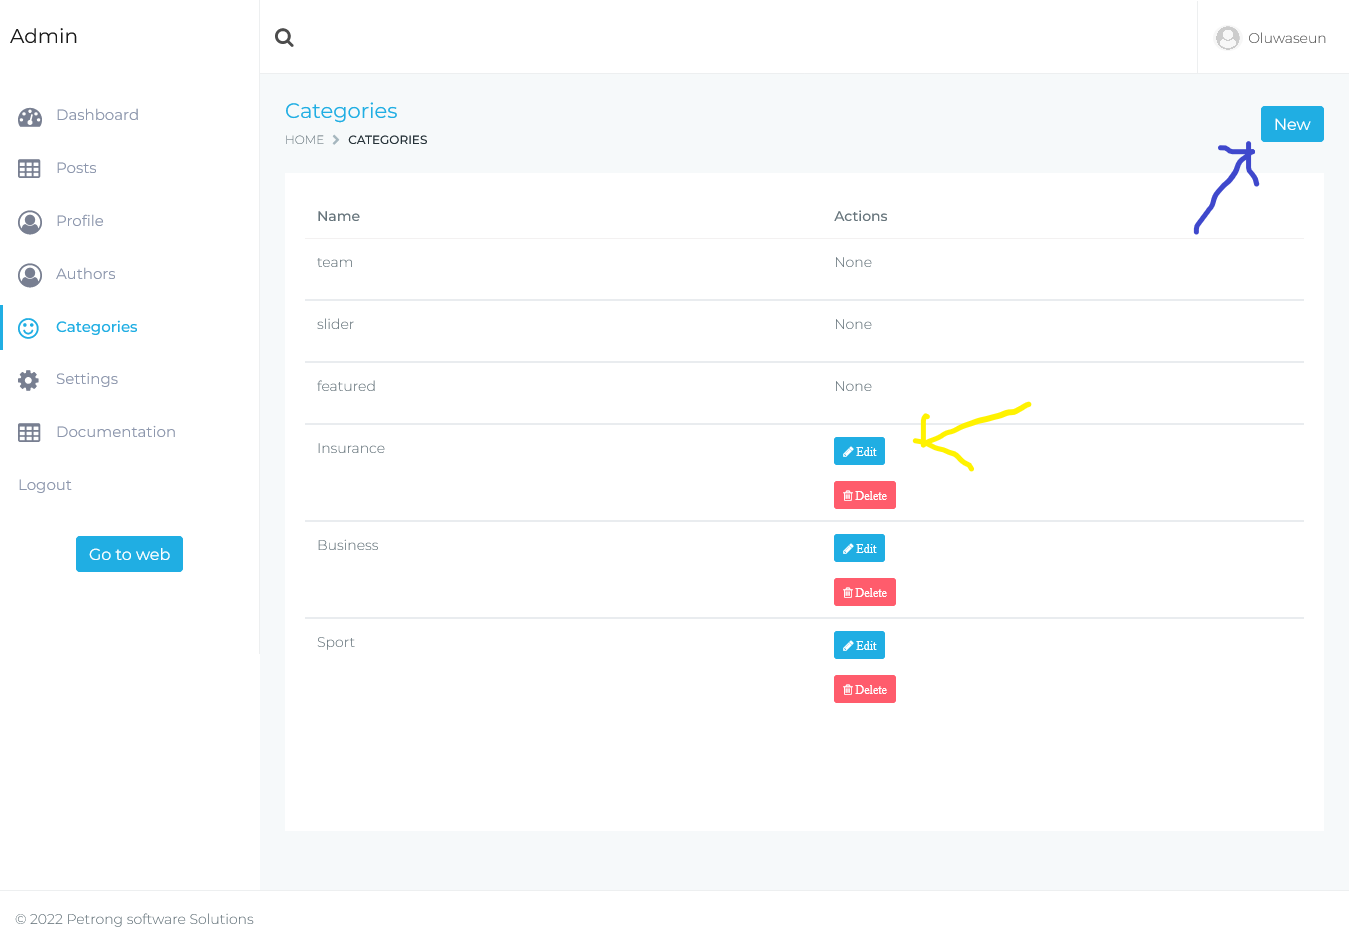 Admin
Oluwaseun
Dashboard
Posts
Profile
Authors
Categories
Settings
Documentation
Logout
Go to web
Categories
HOME CATEGORIES
New
Name Actions
team None
slider None
featured None
Insurance Edit
Delete
Business Edit
Delete
Sport Edit
Delete
© 2022 Petrong software Solutions